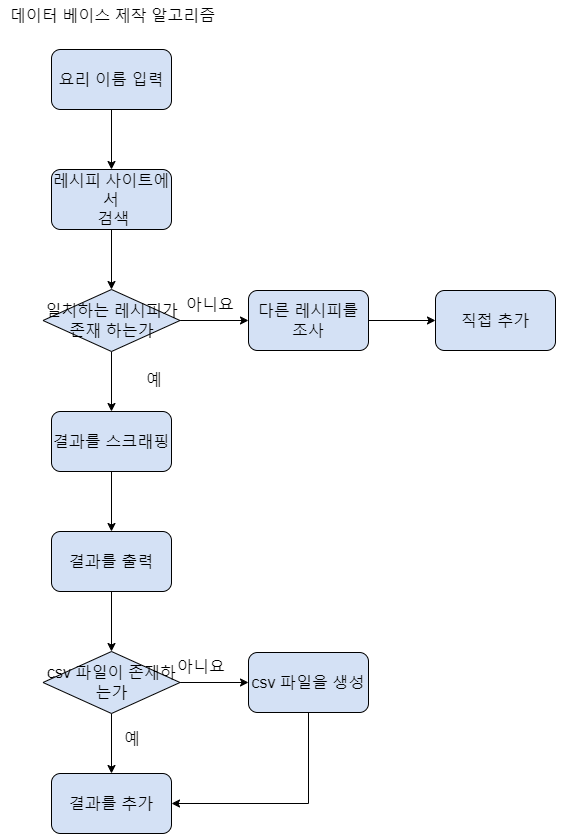 데이터 베이스 제작 알고리즘
요리 이름 입력
레시피 사이트에
서
검색
일치하는 레시피가
존재 하는가
아니요
다른 레시피를
조사
직접 추가
예
결과를 스크래핑
결과를 출력
csv 파일이 존재하
는가
아니요
csv 파일을 생성
예
결과를 추가